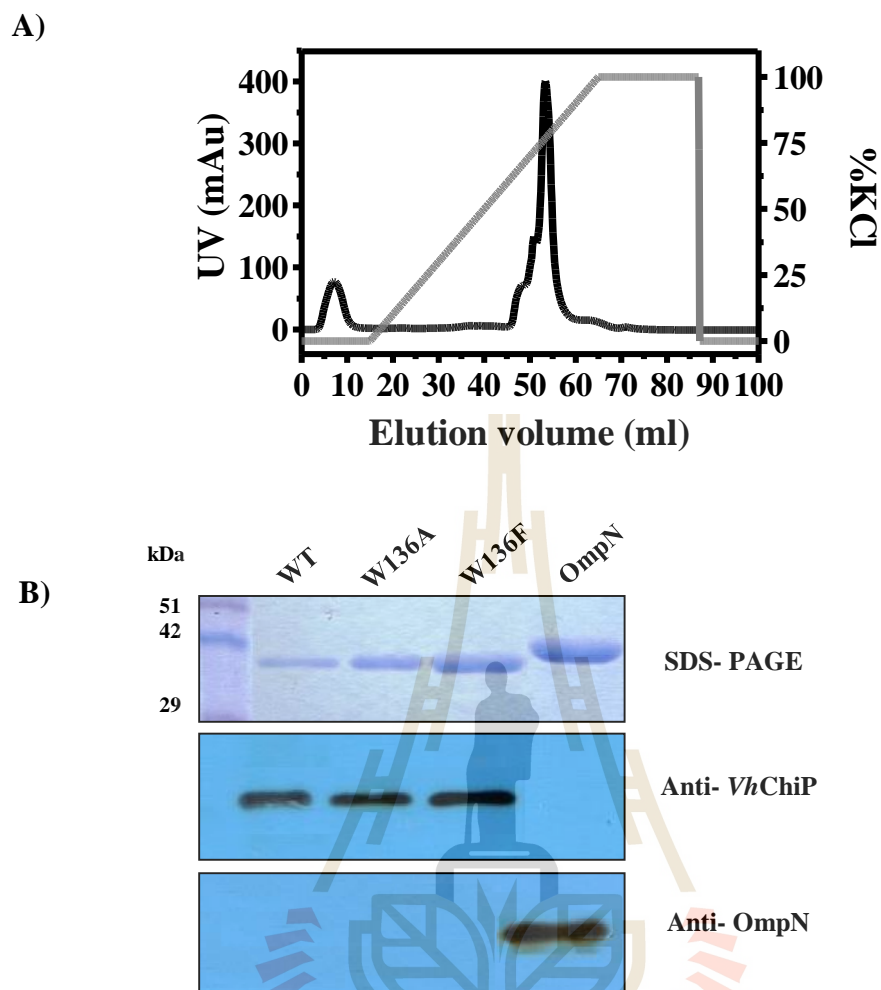 A)
400
300
200
100
0
UV (mAu)
100
75
50
25
0
%KCl
0 10 20 30 40 50 60 70 80 90 100
Elution volume (ml)
B)
kDa
WT W136A W136F OmpN
51
42
29
SDS- PAGE
Anti- VhChiP
Anti- OmpN